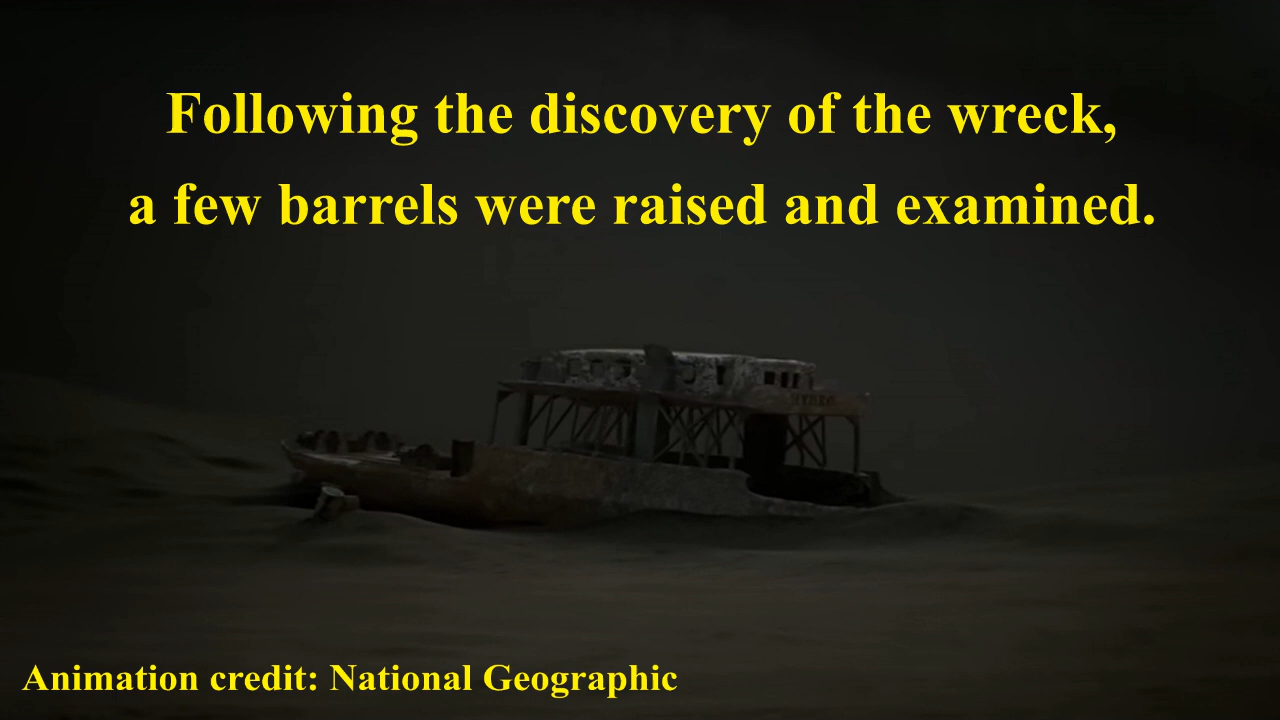 Following the discovery of the wreck,
a few barrels were raised and examined.
Animation credit: National Geographic